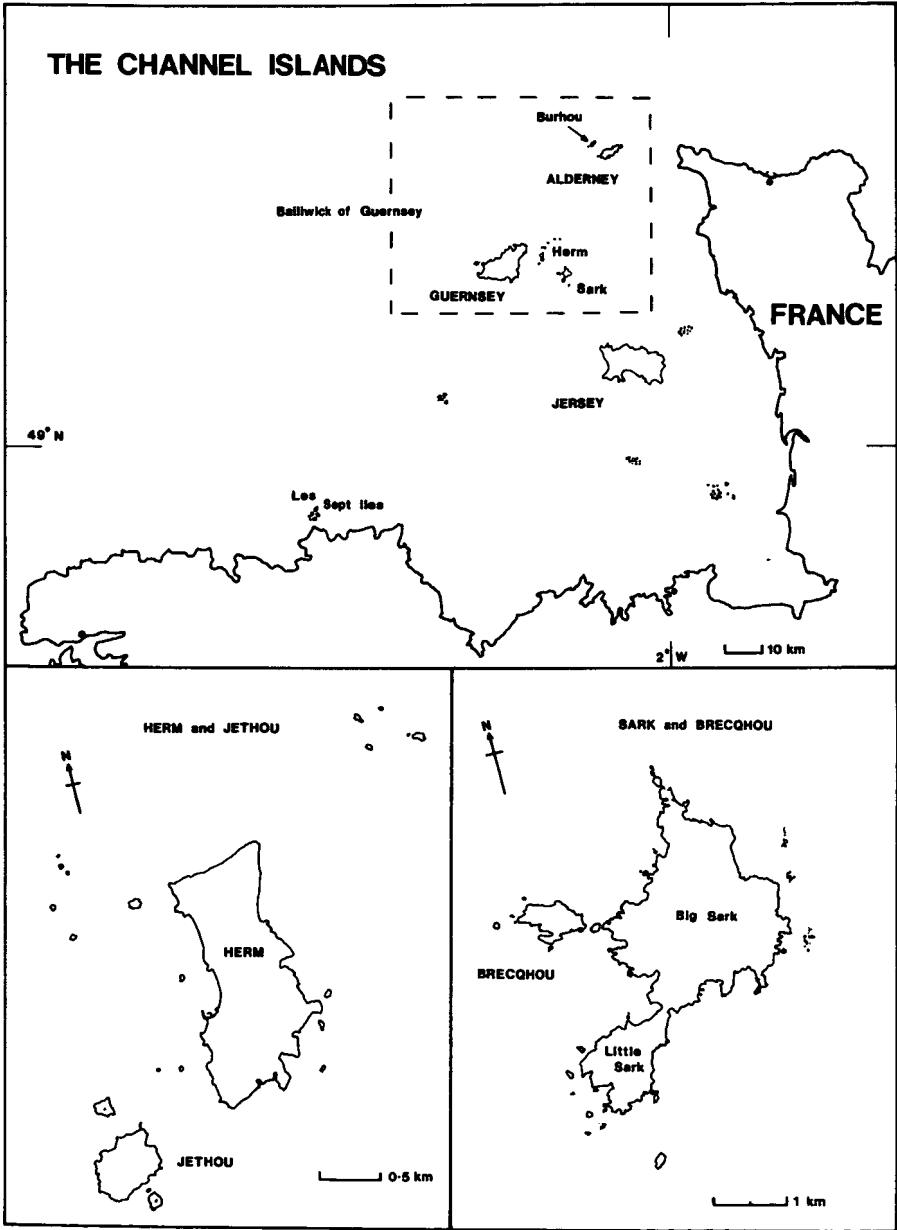 THE CHANNEL ISLANDS
Burhou
ALDERNEY
Bailiwick of Guernsey
Herm
Sark
GUERNSEY
FRANCE
JERSEY
49° N
Les
Sept Iles
2° W
10 km
HERM and JETHOU
N
HERM
JETHOU
0·5 km
SARK and BRECQHOU
N
Big Sark
BRECQHOU
Little
Sark
1 km